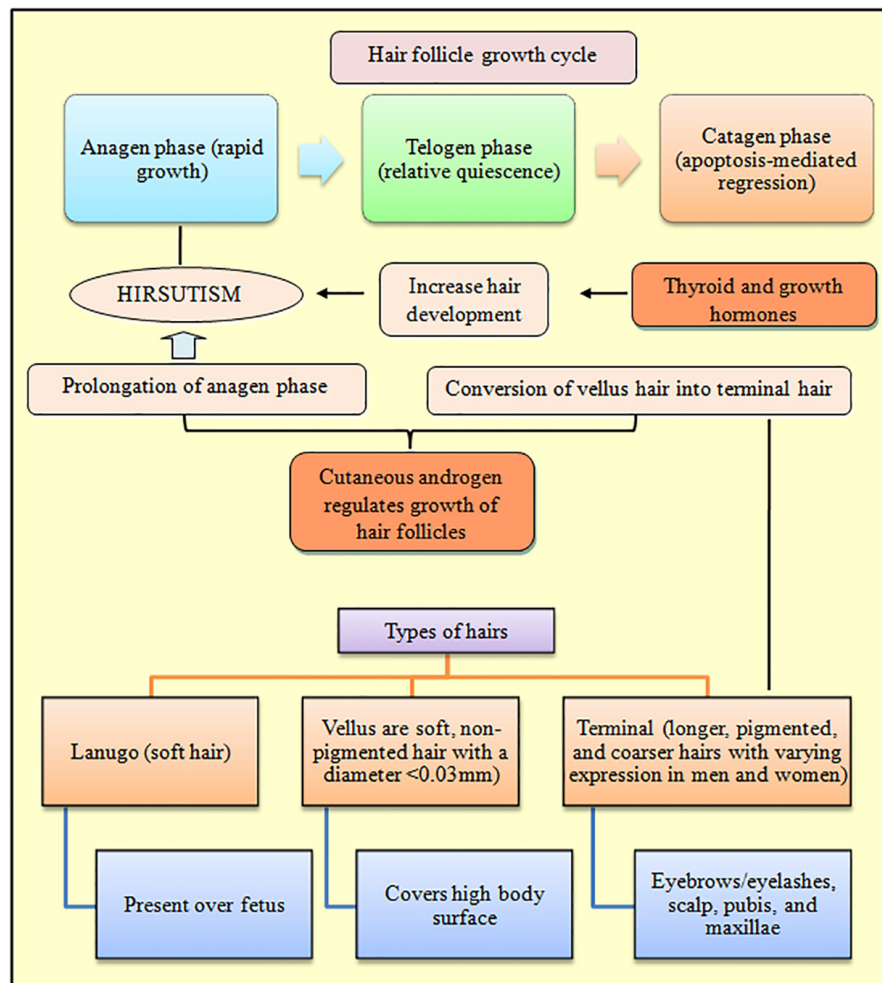 Hair follicle growth cycle
Anagen phase (rapid
growth)
Telogen phase
(relative quiescence)
Catagen phase
(apoptosis-mediated
regression)
HIRSUTISM
Increase hair
development
Thyroid and growth
hormones
Prolongation of anagen phase
Conversion of vellus hair into terminal hair
Cutaneous androgen
regulates growth of
hair follicles
Types of hairs
Lanugo (soft hair)
Vellus are soft, non-
pigmented hair with a
diameter <0.03mm)
Terminal (longer, pigmented,
and coarser hairs with varying
expression in men and women)
Present over fetus
Covers high body
surface
Eyebrows/eyelashes,
scalp, pubis, and
maxillae